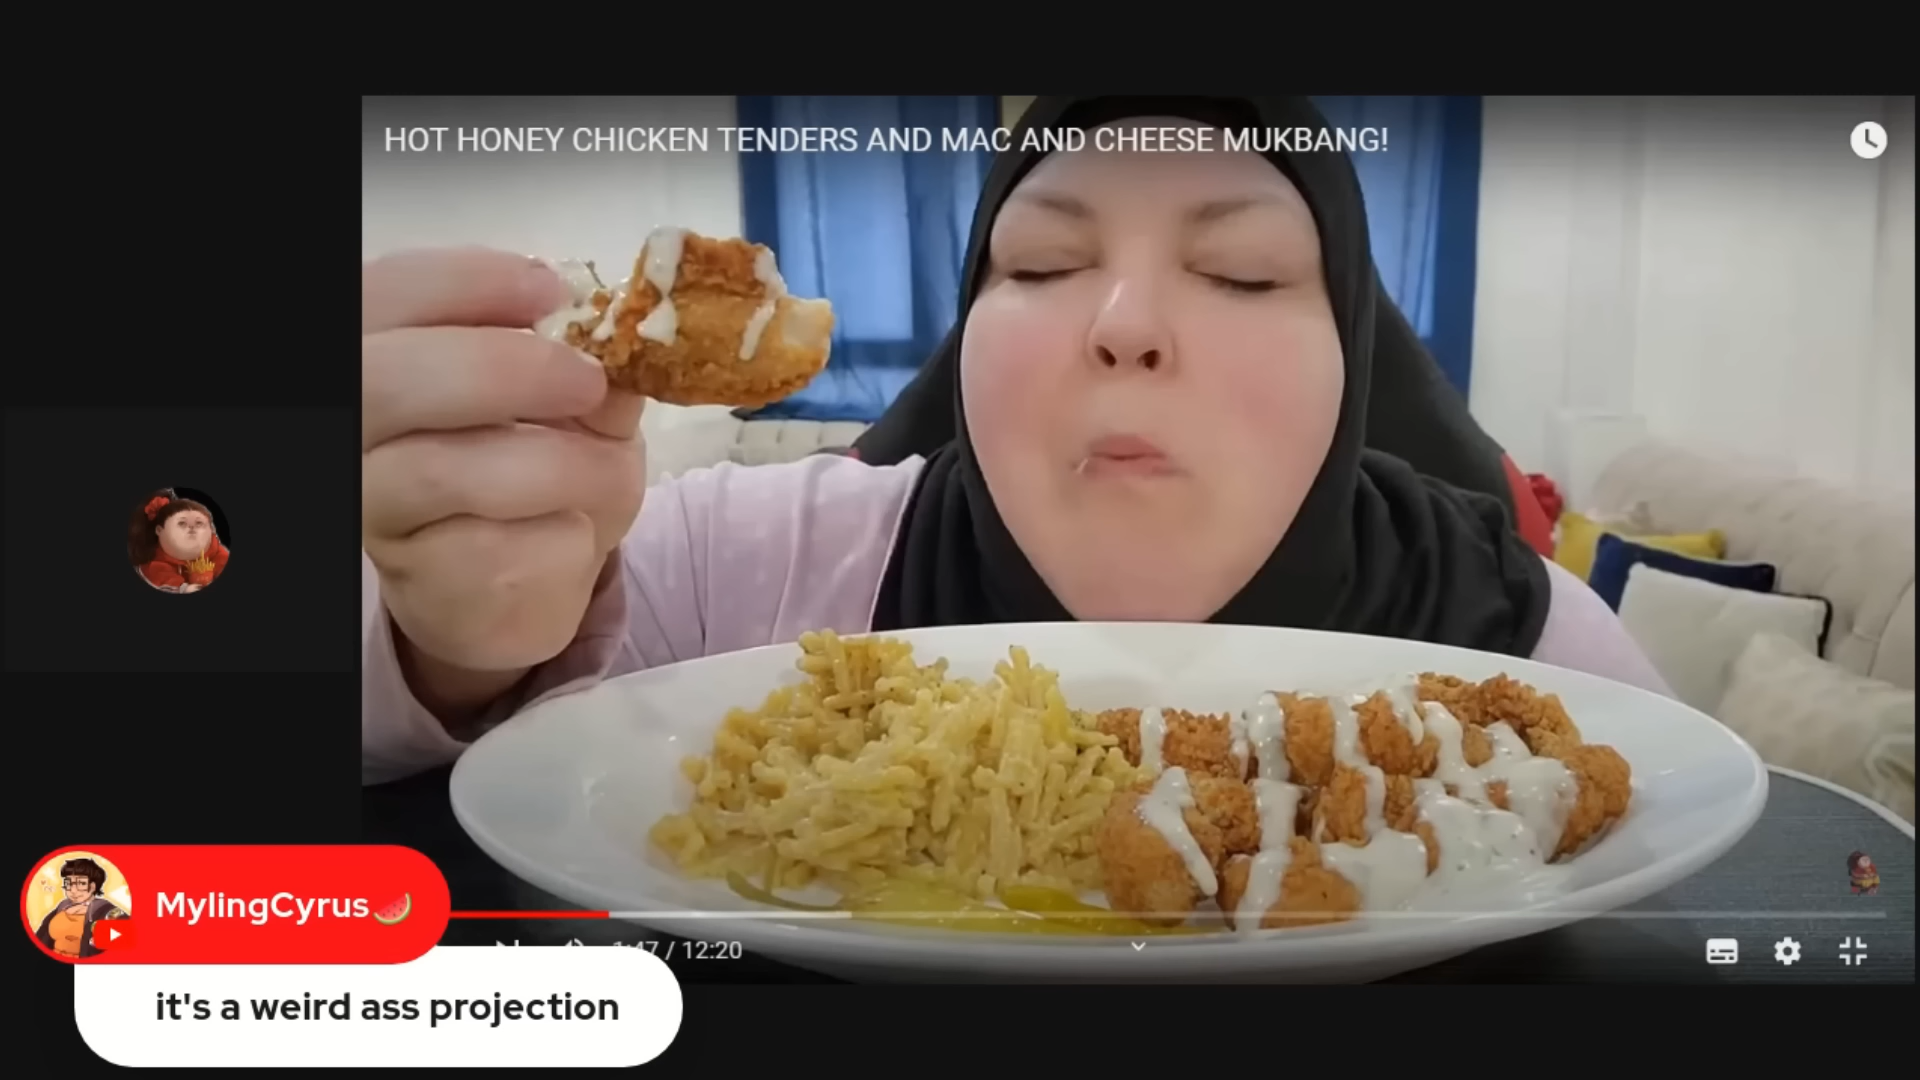 HOT HONEY CHICKEN TENDERS AND MAC AND CHEESE MUKBANG!
MylingCyrus🍉
/ 12:20
it's a weird ass projection